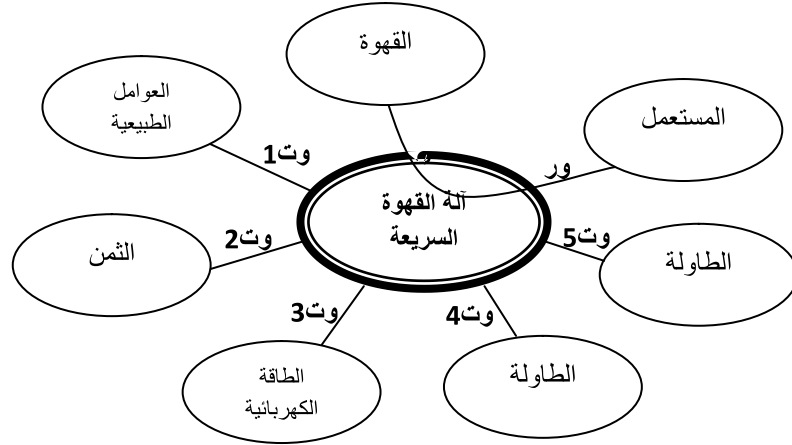 القهوة
المستعمل
العوامل
الطبيعية
وت1
ور
آلة القهوة
السريعة
وت5
الطاولة
وت2
الثمن
وت3
وت4
الطاقة
الكهربائية
الطاولة